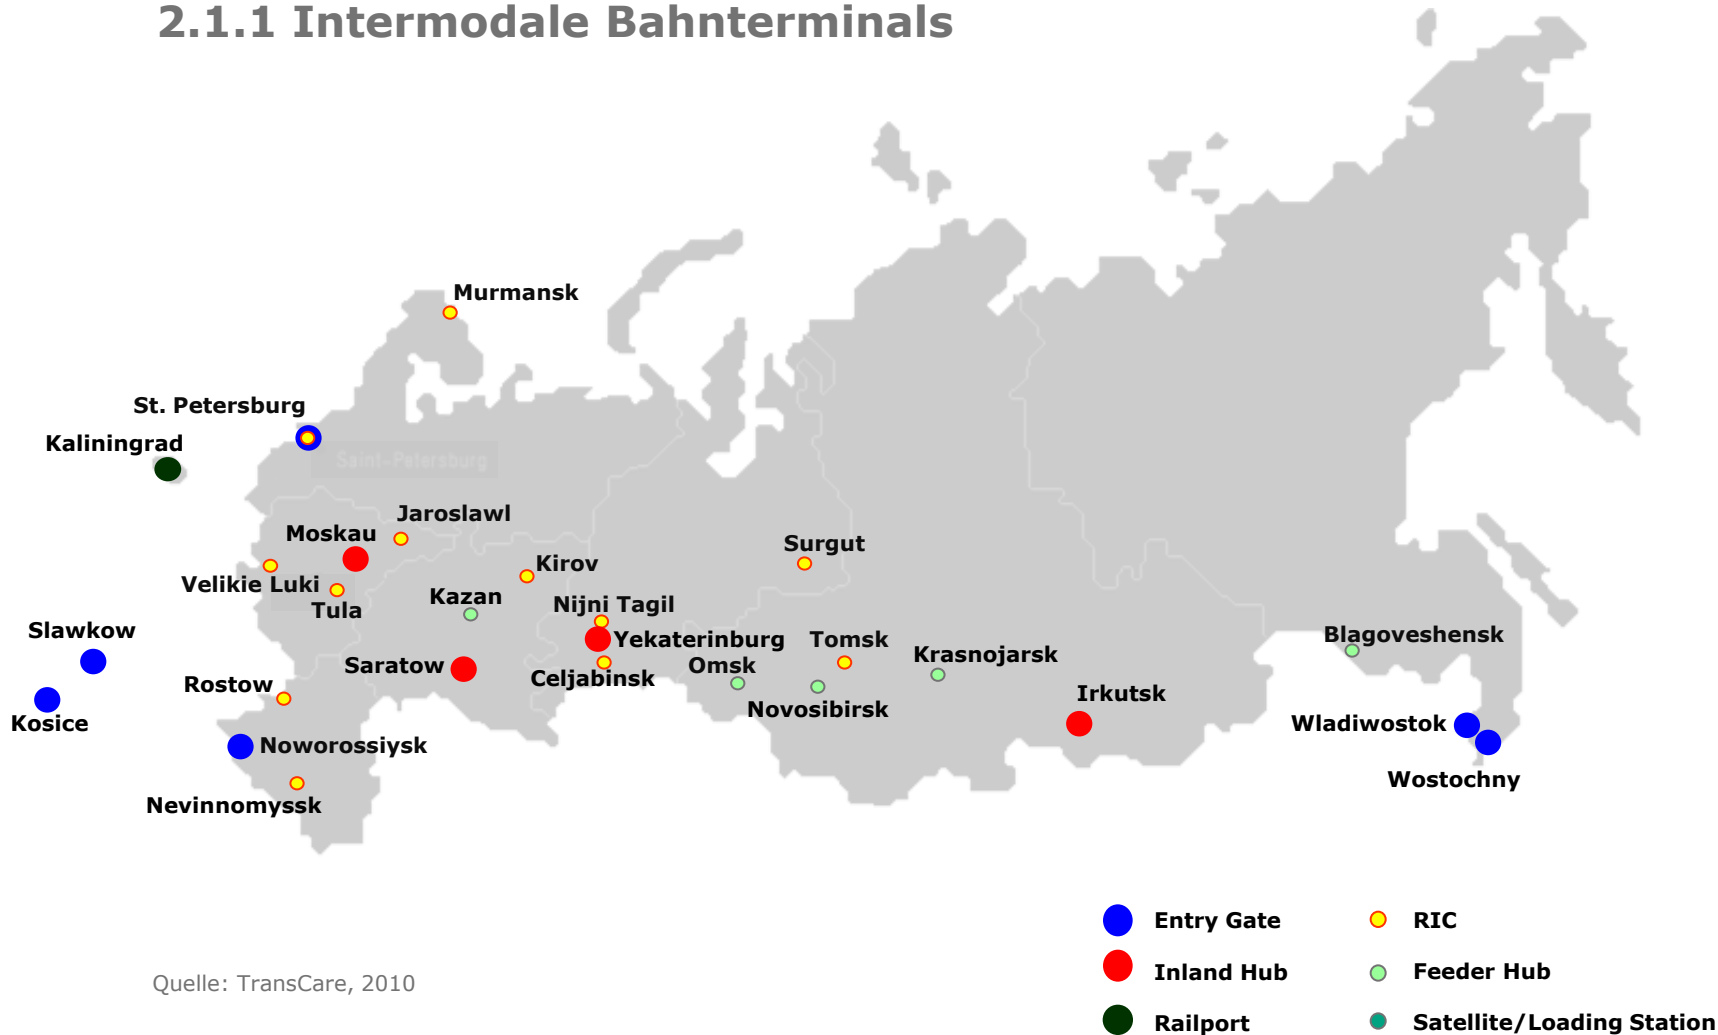 2.1.1 Intermodale Bahnterminals
Murmansk
St. Petersburg
Kaliningrad
Saint-Petersburg
Jaroslawl
Moskau
Surgut
Kirov
Velikie Luki
Kazan
Nijni Tagil
Tula
Slawkow
Yekaterinburg
Tomsk
Blagoveshensk
Saratow
Omsk
Krasnojarsk
Celjabinsk
Rostow
Irkutsk
Novosibirsk
Kosice
Wladiwostok
Noworossiysk
Wostochny
Nevinnomyssk
Entry Gate
RIC
Inland Hub
Feeder Hub
Quelle: TransCare, 2010
Railport
Satellite/Loading Station